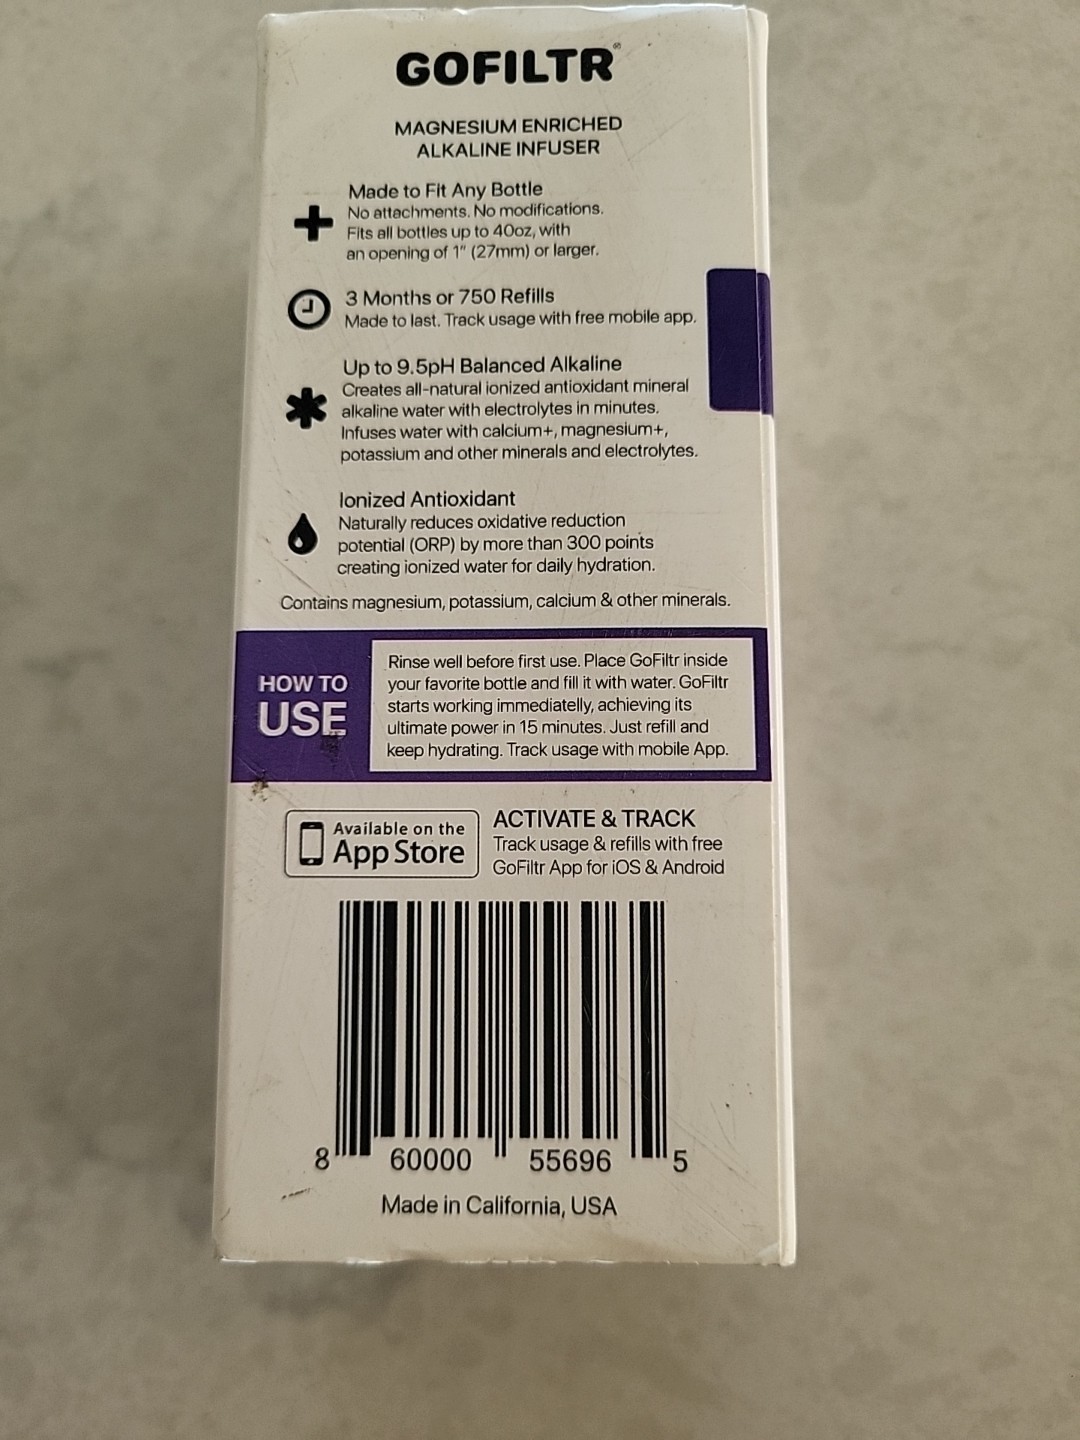 GOFILTR®
MAGNESIUM ENRICHED
ALKALINE INFUSER
Made to Fit Any Bottle
No attachments. No modifications.
Fits all bottles up to 40oz, with
an opening of 1" (27mm) or larger.
3 Months or 750 Refills
Made to last. Track usage with free mobile app.
Up to 9.5pH Balanced Alkaline
Creates all-natural ionized antioxidant mineral
alkaline water with electrolytes in minutes.
Infuses water with calcium+, magnesium+,
potassium and other minerals and electrolytes.
Ionized Antioxidant
Naturally reduces oxidative reduction
potential (ORP) by more than 300 points
creating ionized water for daily hydration.
Contains magnesium, potassium, calcium & other minerals.
HOW TO
USE
Rinse well before first use. Place GoFiltr inside
your favorite bottle and fill it with water. GoFiltr
starts working immediatelly, achieving its
ultimate power in 15 minutes. Just refill and
keep hydrating. Track usage with mobile App.
Available on the
App Store
ACTIVATE & TRACK
Track usage & refills with free
GoFiltr App for iOS & Android
8 60000 55696 5
Made in California, USA